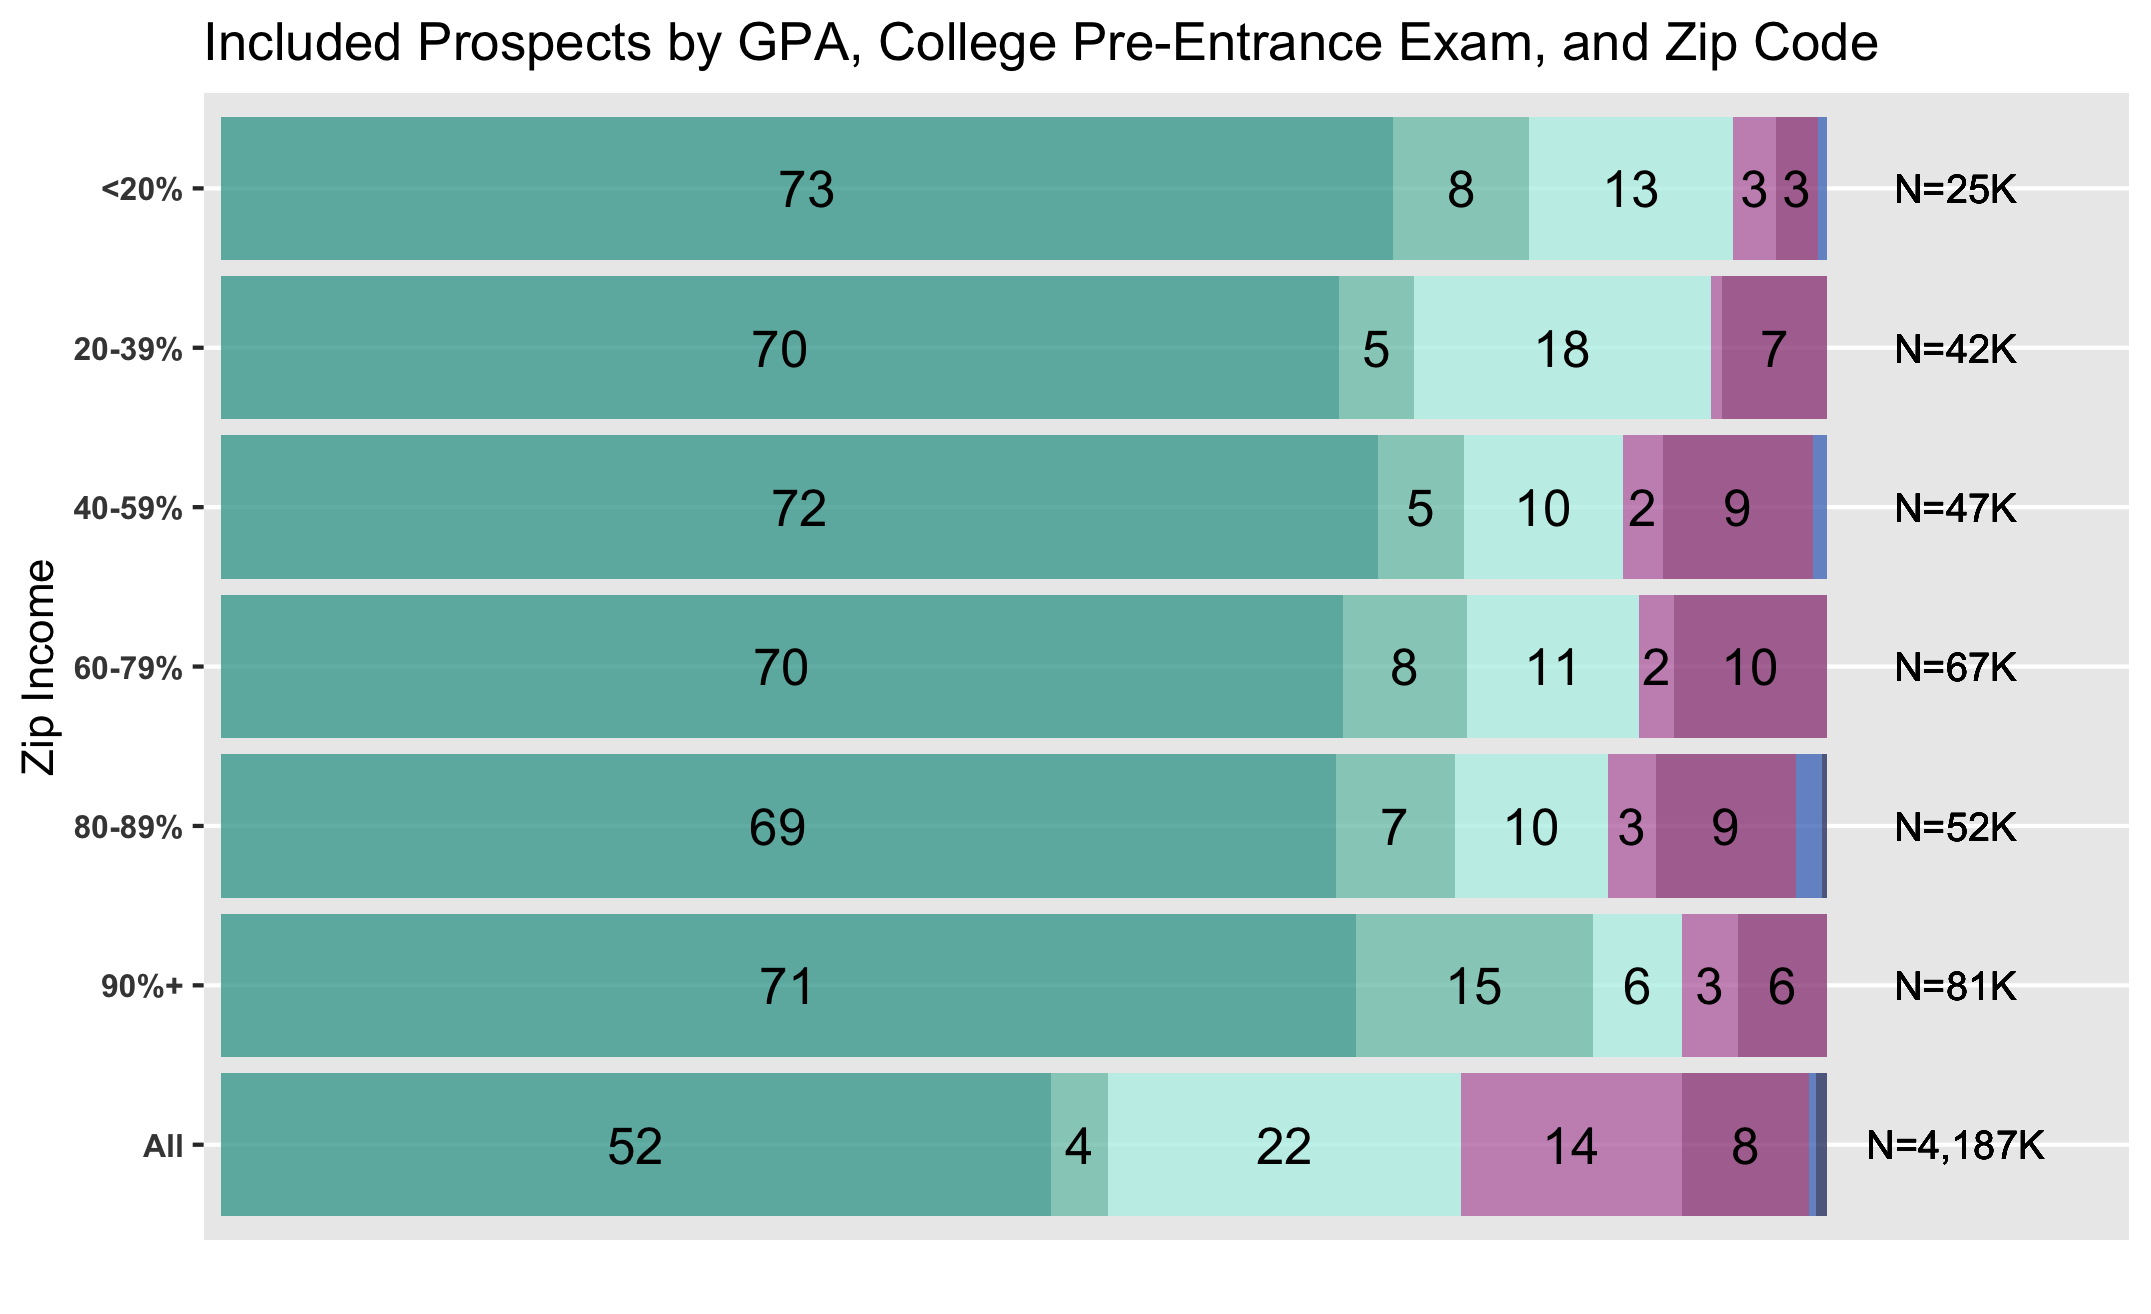 Included Prospects by GPA, College Pre-Entrance Exam, and Zip Code
Zip Income
<20% 73 8 13 3 3 N=25K
20-39% 70 5 18 7 N=42K
40-59% 72 5 10 2 9 N=47K
60-79% 70 8 11 2 10 N=67K
80-89% 69 7 10 3 9 N=52K
90%+ 71 15 6 3 6 N=81K
All 52 4 22 14 8 N=4,187K